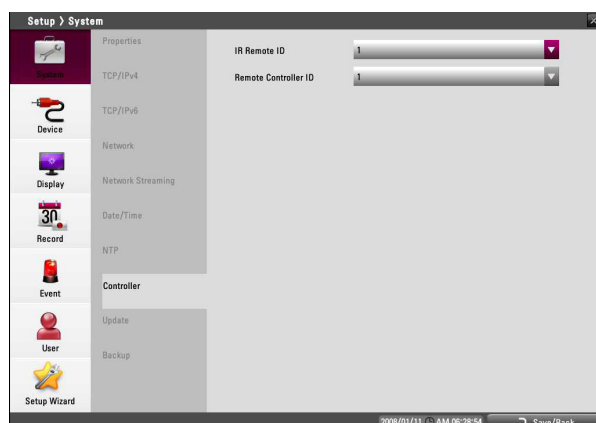 Setup > System
System
Device
Display
30
Record
Event
User
Setup Wizard
Properties
TCP/IPv4
TCP/IPv6
Network
Network Streaming
Date/Time
NTP
Controller
Update
Backup
IR Remote ID 1
Remote Controller ID 1
2008/01/11 AM 06:28:54 Save/Back